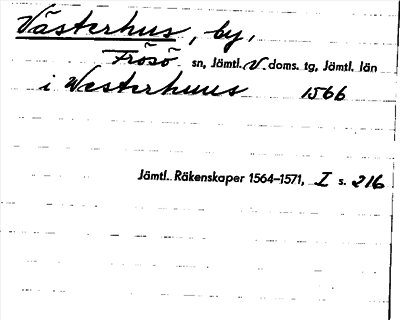 Västerhus, by,
Frösö sn, Jämtl. V. doms. tg, Jämtl. län
i Westerhuus 1566
Jämtl. Räkenskaper 1564–1571, I s. 216